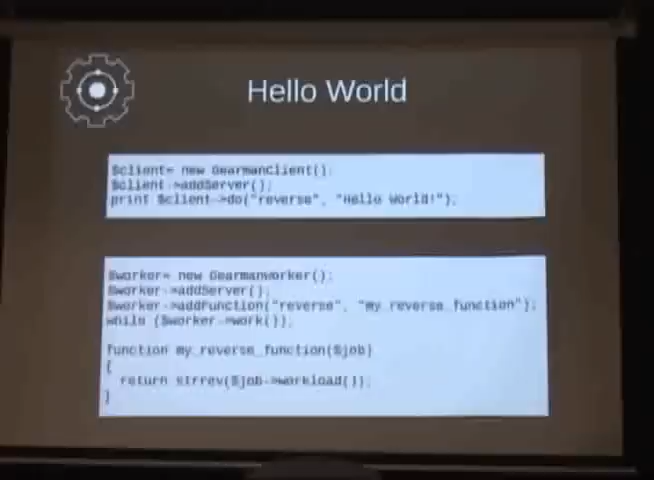 Hello World
$client= new GearmanClient();
$client->addServer();
print $client->do("reverse", "Hello World!");
$worker= new GearmanWorker();
$worker->addServer();
$worker->addFunction("reverse", "my_reverse_function");
while ($worker->work());
function my_reverse_function($job)
{
return strrev($job->workload());
}